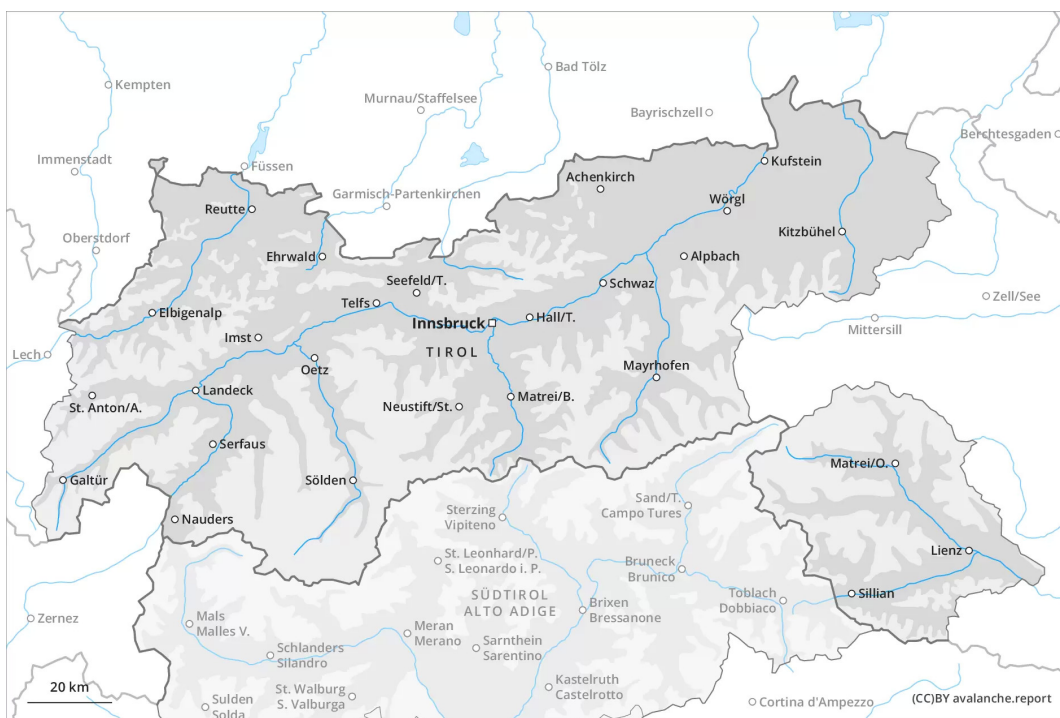 Kempten
Bad Tölz
Murnau/Staffelsee
Bayrischzell
Berchtesgaden
Immenstadt
Füssen
Kufstein
Achenkirch
Garmisch-Partenkirchen
Wörgl
Reutte
Kitzbühel
Oberstdorf
Ehrwald
Alpbach
Seefeld/T.
Schwaz
Zell/See
Telfs
Elbigenalp
Hall/T.
Innsbruck
Mittersill
Imst
TIROL
Lech
Oetz
Mayrhofen
Landeck
St. Anton/A.
Neustift/St.
Matrei/B.
Serfaus
Matrei/O.
Galtür
Sölden
Sand/T.
Campo Tures
Sterzing
Vipiteno
Nauders
Lienz
St. Leonhard/P.
S. Leonardo i. P.
Bruneck
Brunico
SÜDTIROL
ALTO ADIGE
Toblach
Dobbiaco
Sillian
Brixen
Bressanone
Zernez
Mals
Malles V.
Meran
Merano
Sarnthein
Sarentino
Schlanders
Silandro
Kastelruth
Castelrotto
20 km
St. Walburg
S. Valburga
Sulden
Solda
Cortina d'Ampezzo
(CC)BY avalanche.report